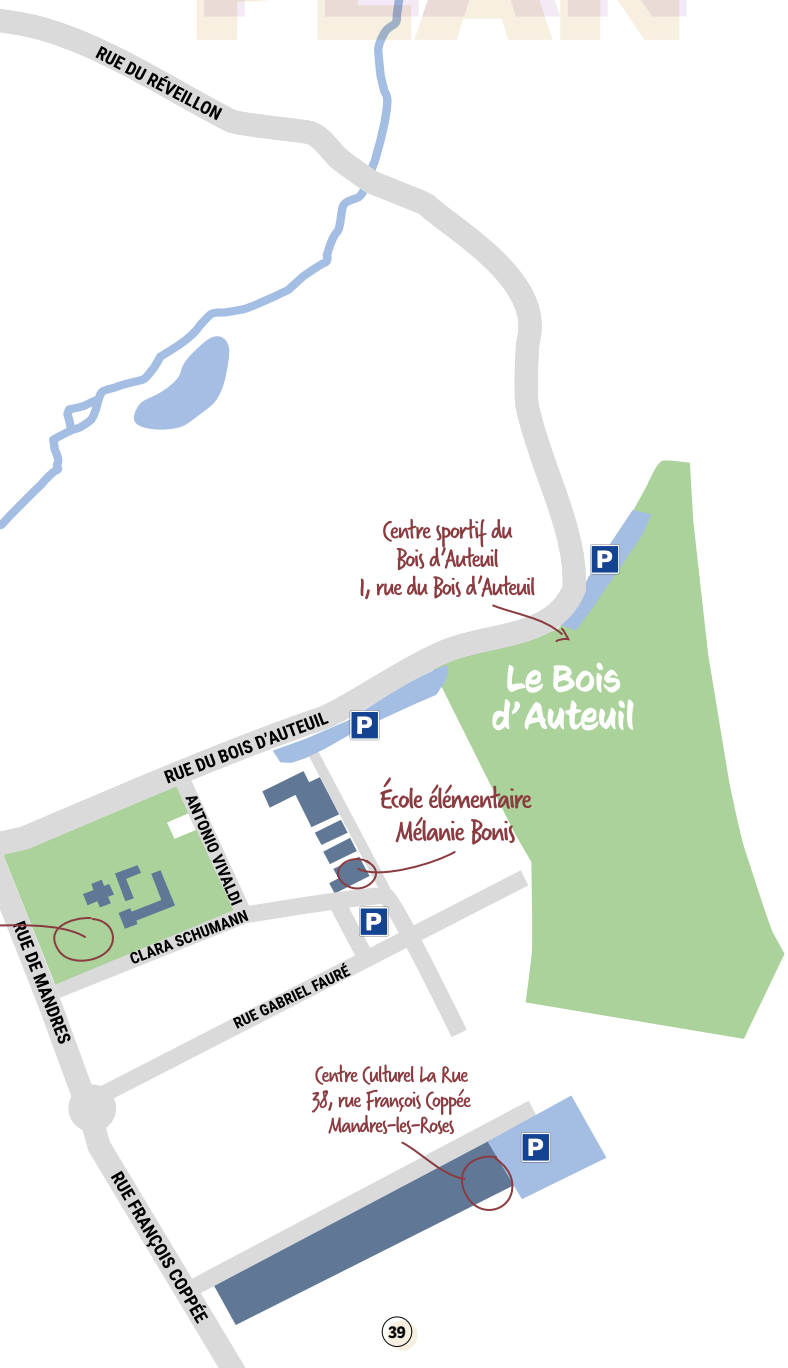 PLAN
RUE DU RÉVEILLON
Centre sportif du
Bois d'Auteuil
1, rue du Bois d'Auteuil
P
Le Bois
d'Auteuil
P
RUE DU BOIS D'AUTEUIL
ANTONIO VIVALDI
École élémentaire
Mélanie Bonis
P
CLARA SCHUMANN
RUE DE MANDRES
RUE GABRIEL FAURÉ
Centre Culturel La Rue
38, rue François Coppée
Mandres-les-Roses
P
RUE FRANÇOIS COPPÉE
39